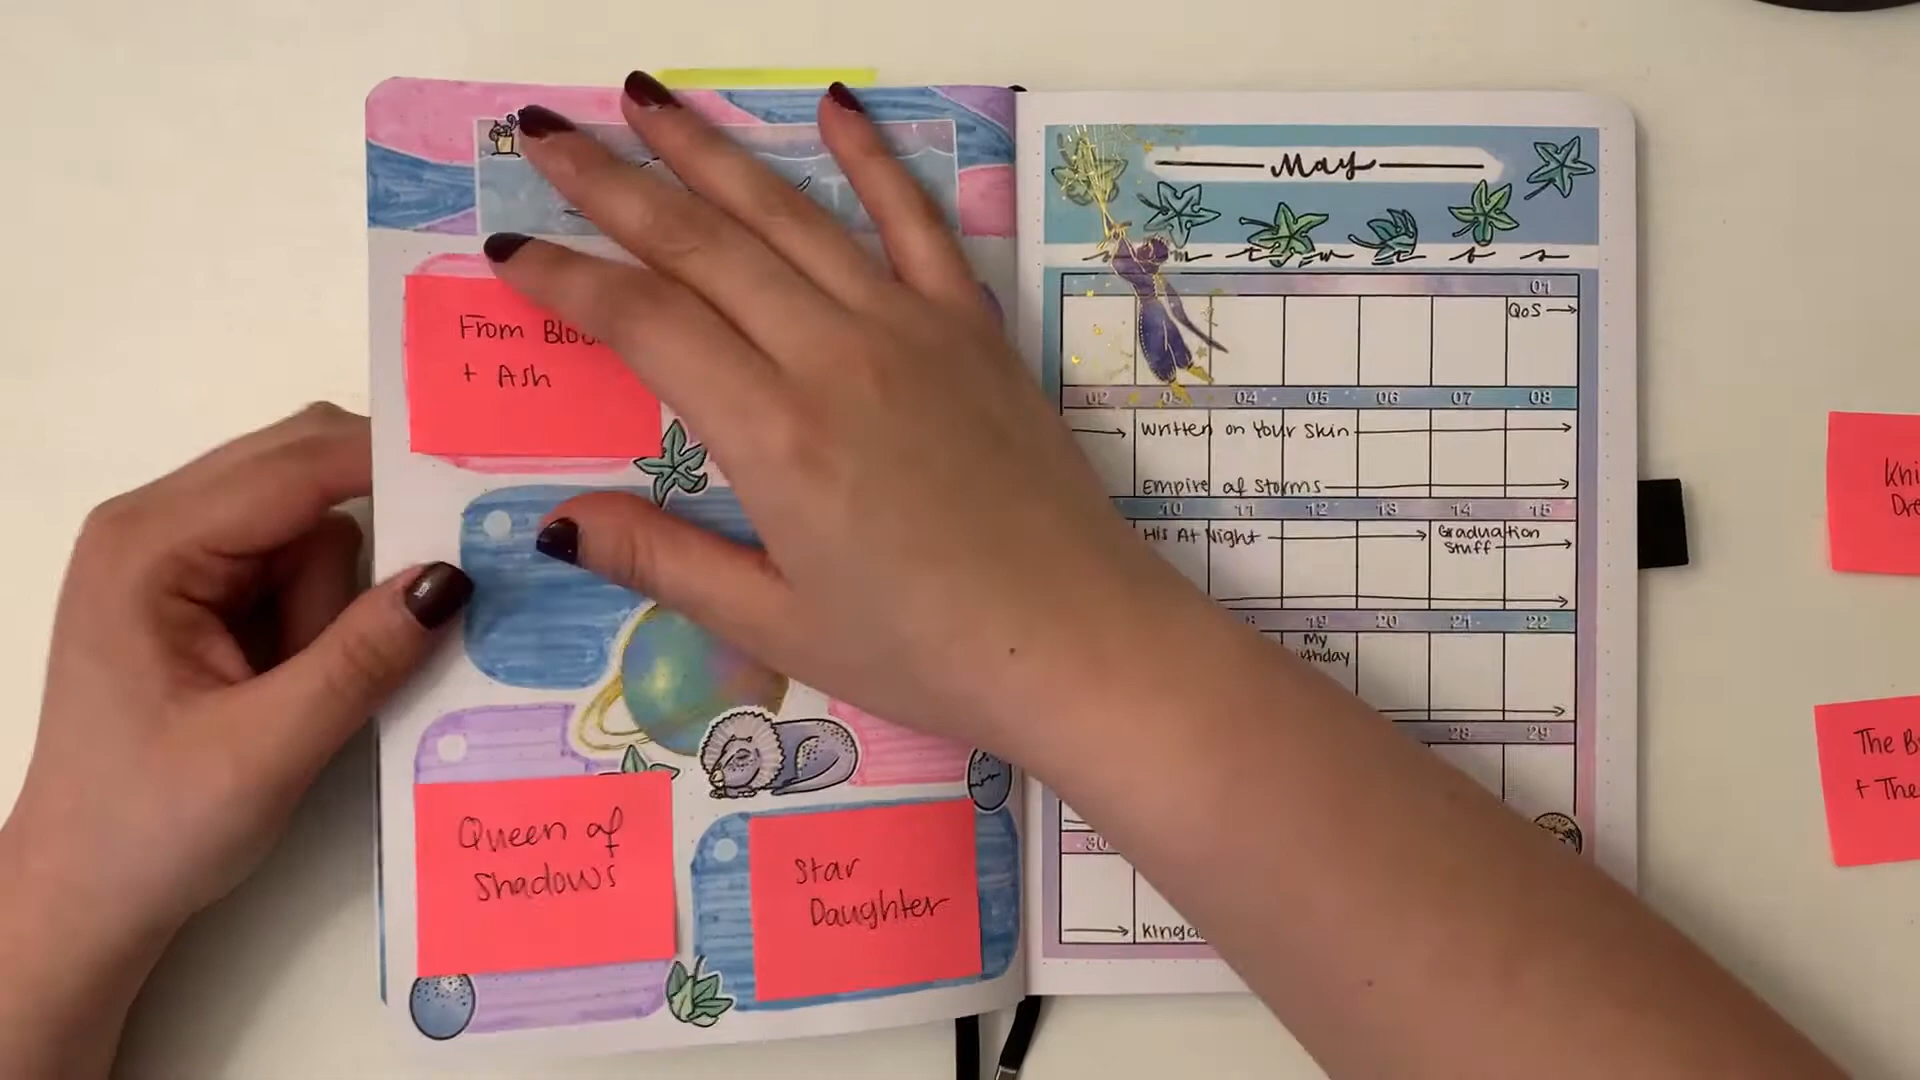 From
+ Ash
Queen of
Shadows
Star
Daughter
May
01
QoS
02 03 04 05 06 07 08
Written on Your Skin
Empire of Storms
10 11 12 13 14 15
His At Night
Graduation
Stuff
19 20 21 22
My
28 29
30
The
+ The